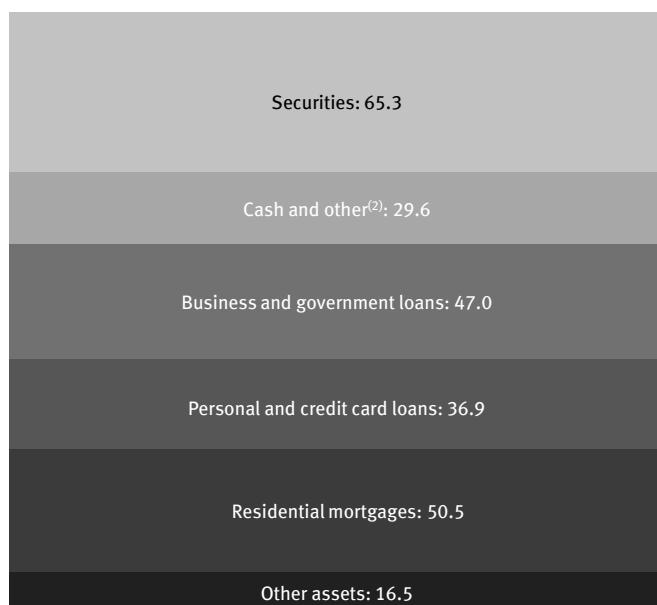 Securities: 65.3
Cash and other(2): 29.6
Business and government loans: 47.0
Personal and credit card loans: 36.9
Residential mortgages: 50.5
Other assets: 16.5